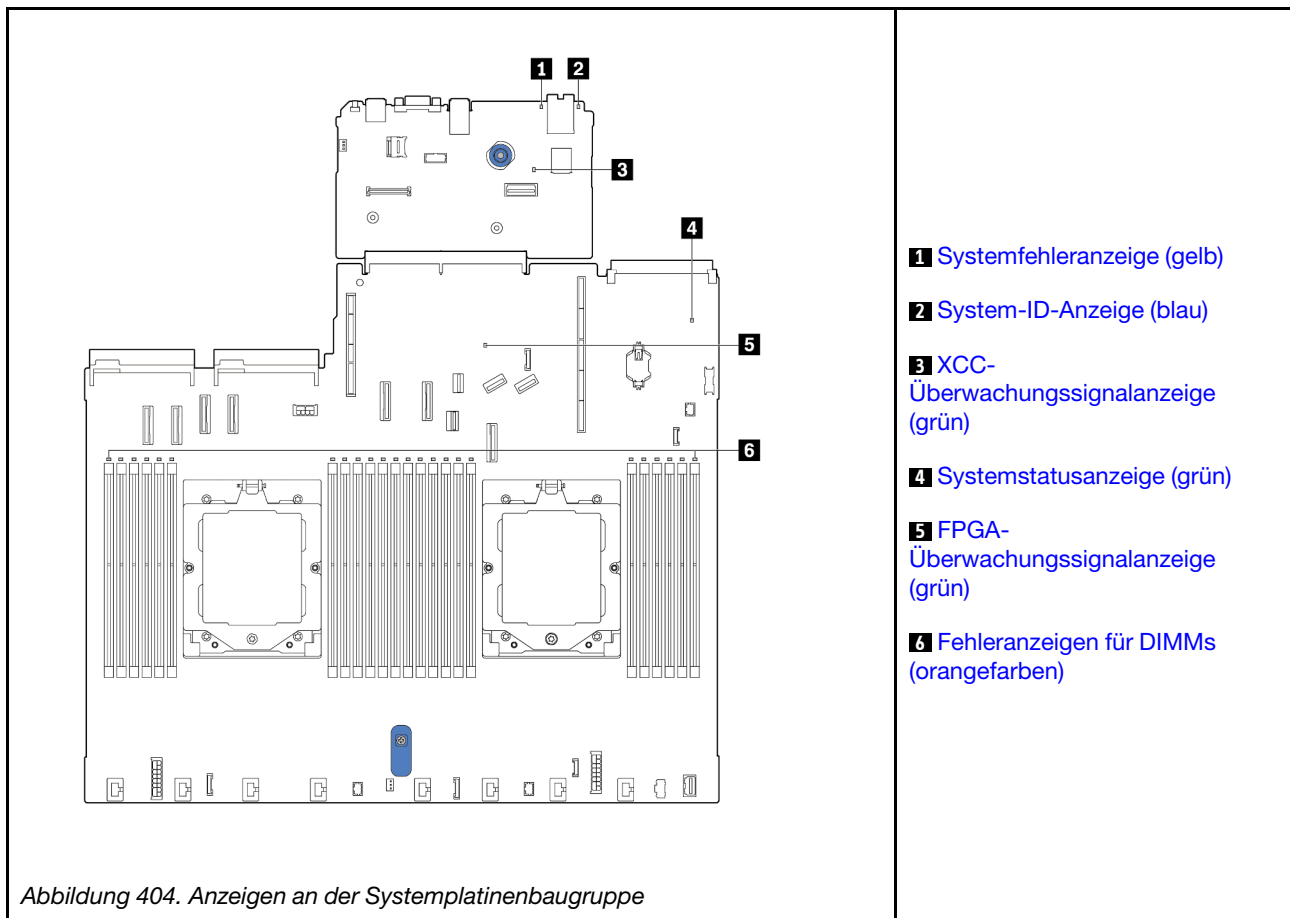 1 2
3
4
5
6
1 Systemfehleranzeige (gelb)
2 System-ID-Anzeige (blau)
3 XCC-
Überwachungssignalanzeige
(grün)
4 Systemstatusanzeige (grün)
5 FPGA-
Überwachungssignalanzeige
(grün)
6 Fehleranzeigen für DIMMs
(orangefarben)
Abbildung 404. Anzeigen an der Systemplatinenbaugruppe